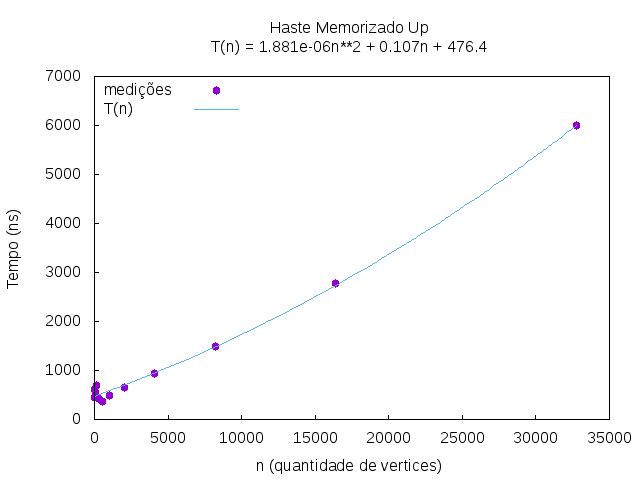 Haste Memorizado Up
T(n) = 1.881e-06n**2 + 0.107n + 476.4
medições
T(n)
7000
6000
5000
4000
3000
2000
1000
0
Tempo (ns)
0 5000 10000 15000 20000 25000 30000 35000
n (quantidade de vertices)